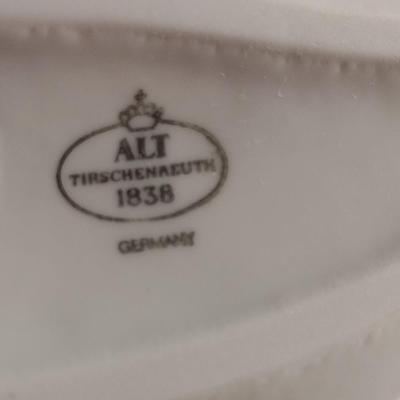 ALT
TIRSCHENREUTH
1838
GERMANY